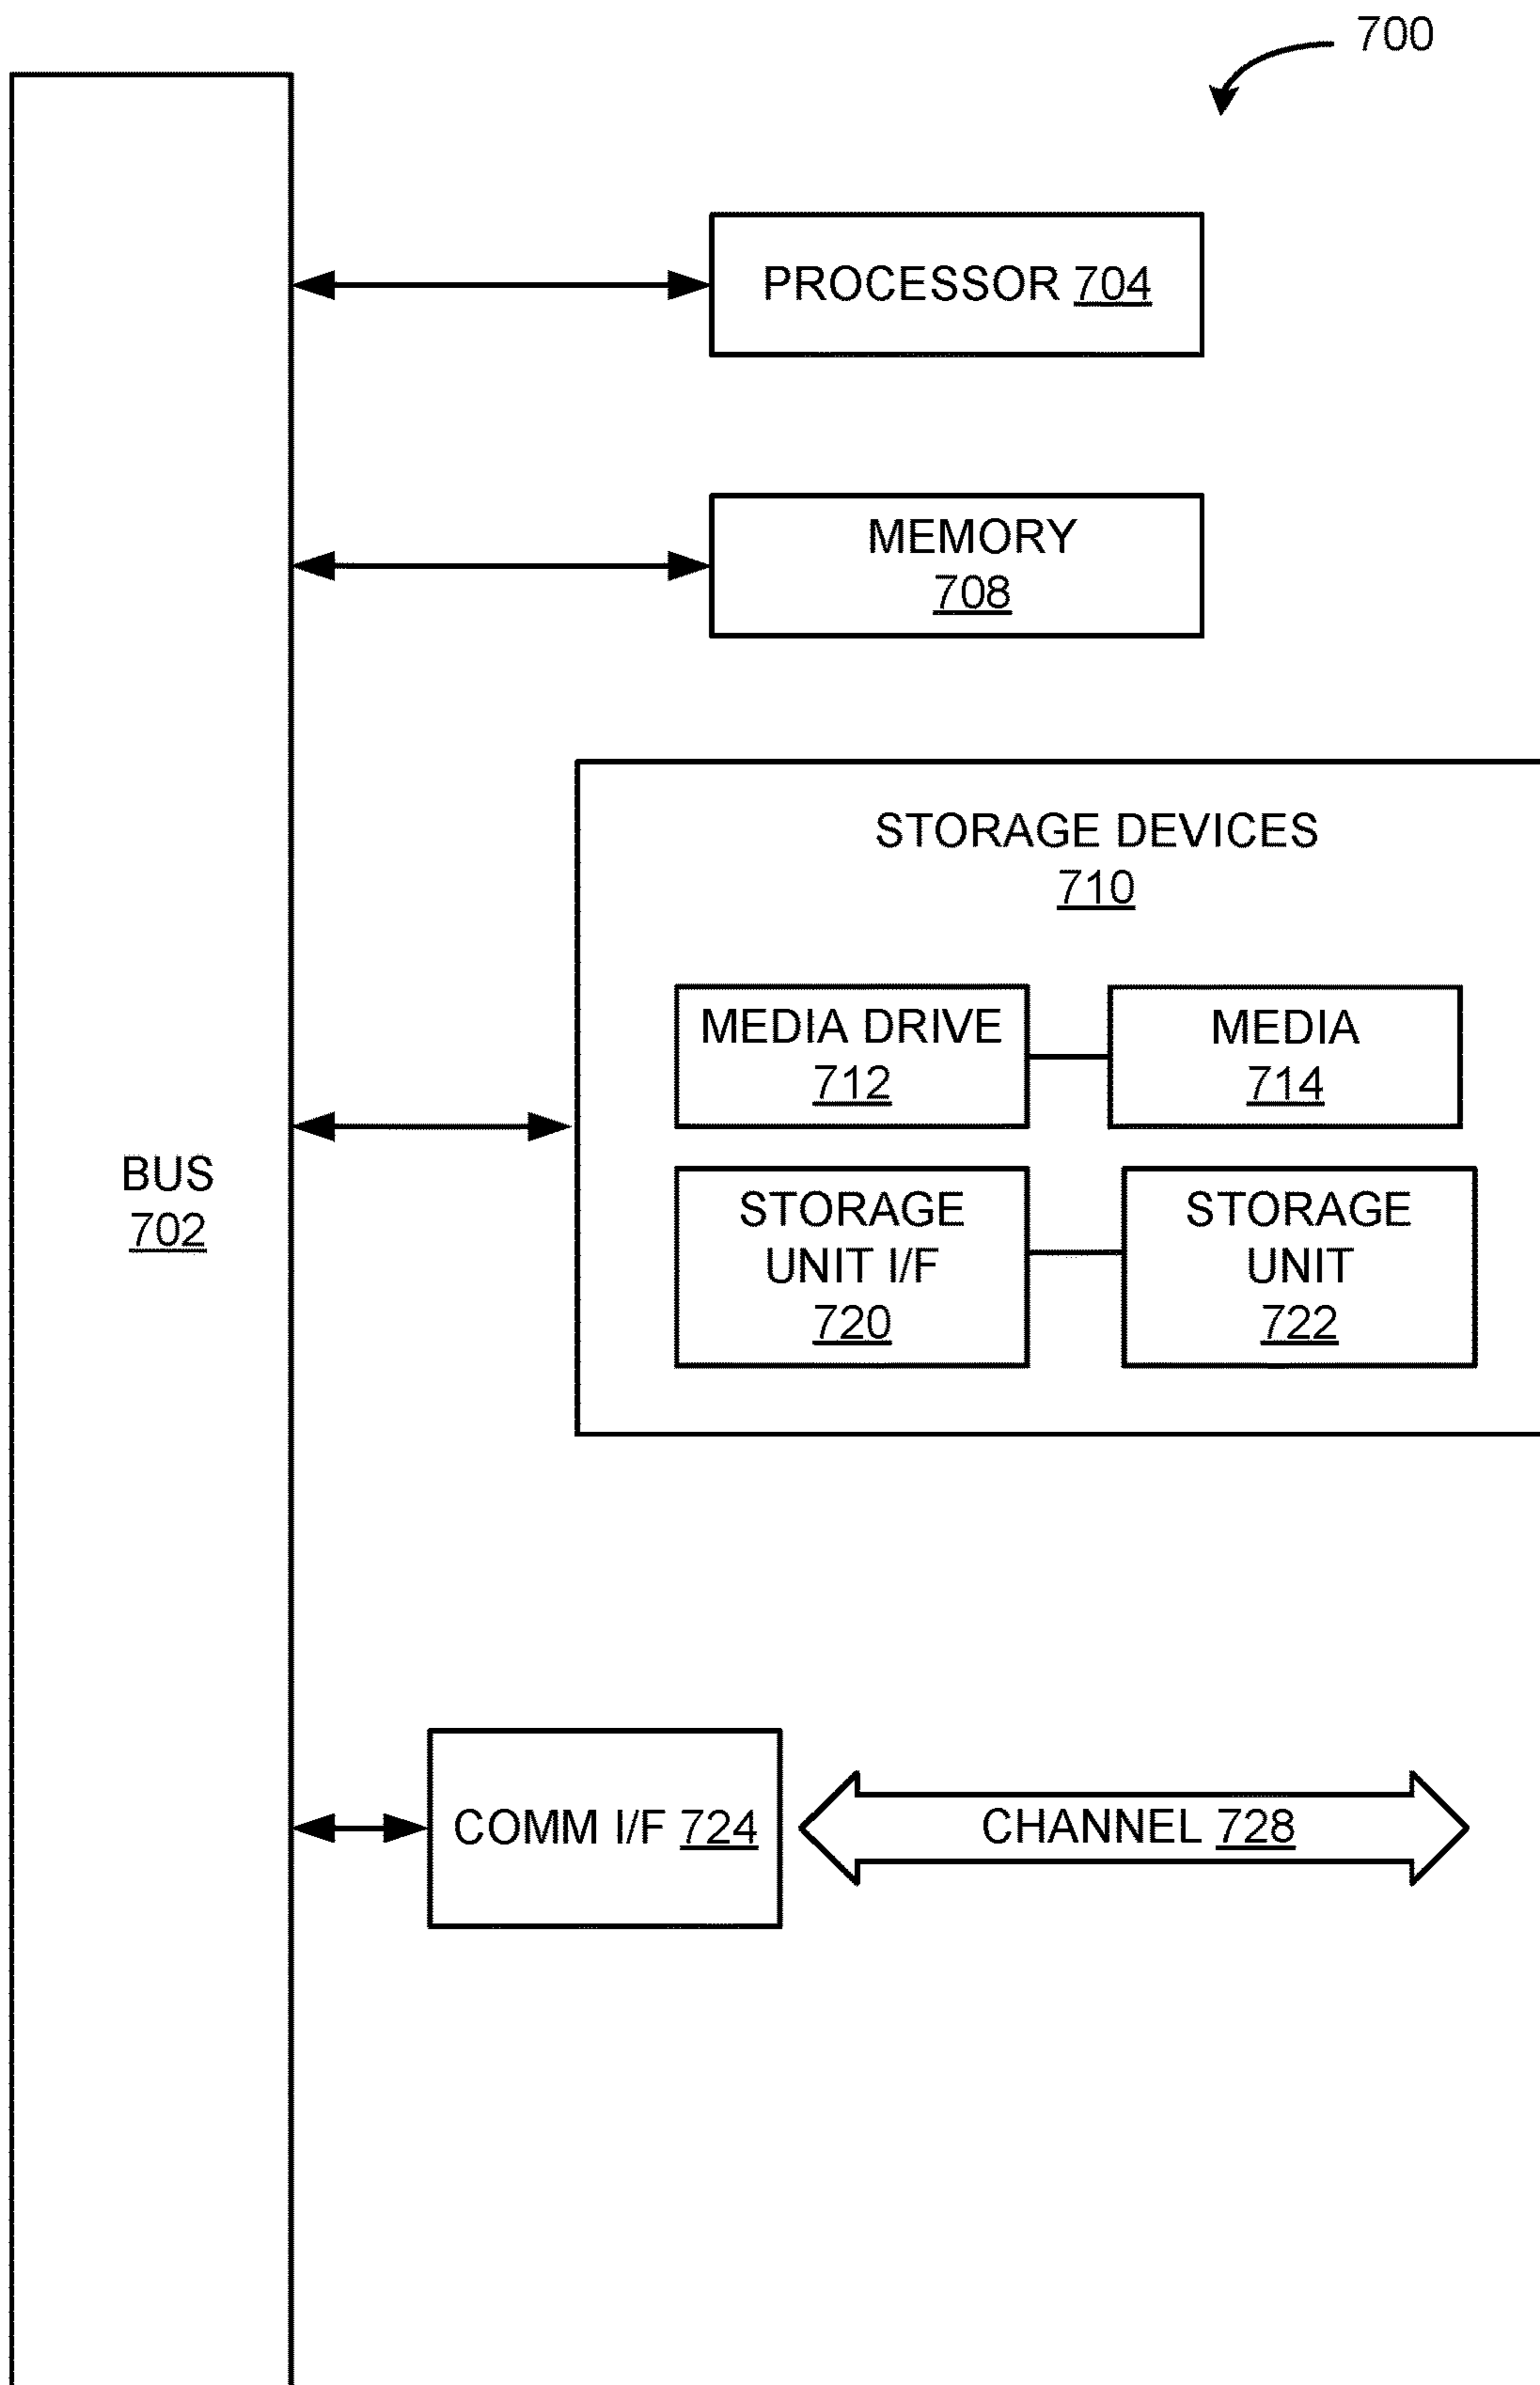 700
PROCESSOR 704
MEMORY
708
STORAGE DEVICES
710
MEDIA DRIVE
712
MEDIA
714
BUS
702
STORAGE
UNIT I/F
720
STORAGE
UNIT
722
COMM I/F 724
CHANNEL 728